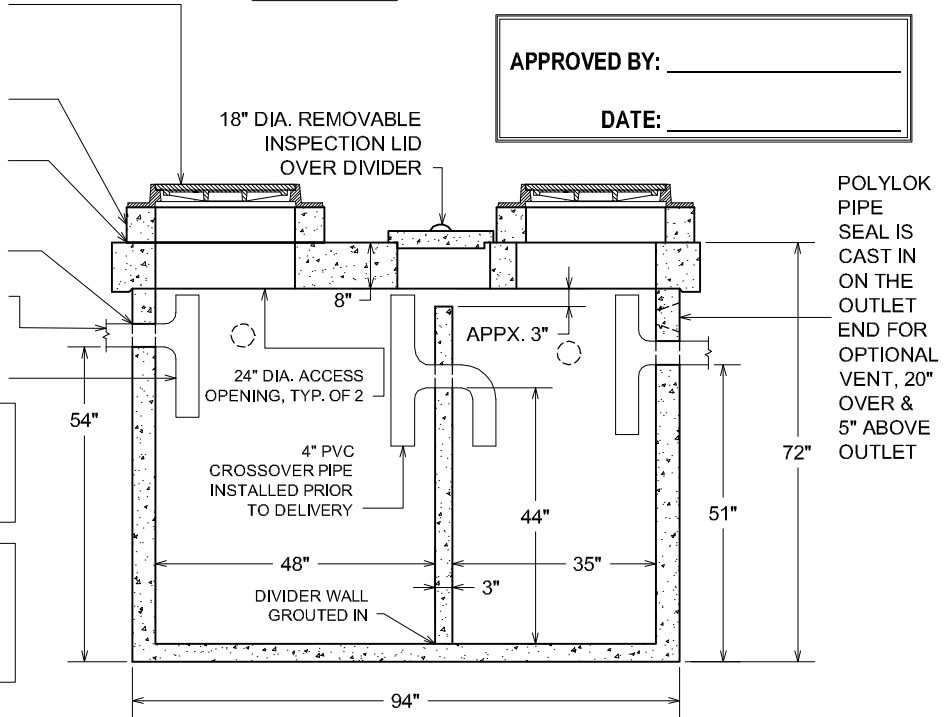 APPROVED BY:
DATE:
18" DIA. REMOVABLE
INSPECTION LID
OVER DIVIDER
POLYLOK
PIPE
SEAL IS
CAST IN
ON THE
OUTLET
END FOR
OPTIONAL
VENT, 20"
OVER &
5" ABOVE
OUTLET
8"
APPX. 3"
24" DIA. ACCESS
OPENING, TYP. OF 2
54"
4" PVC
CROSSOVER PIPE
INSTALLED PRIOR
TO DELIVERY
72"
44"
51"
48"
35"
3"
DIVIDER WALL
GROUTED IN
94"